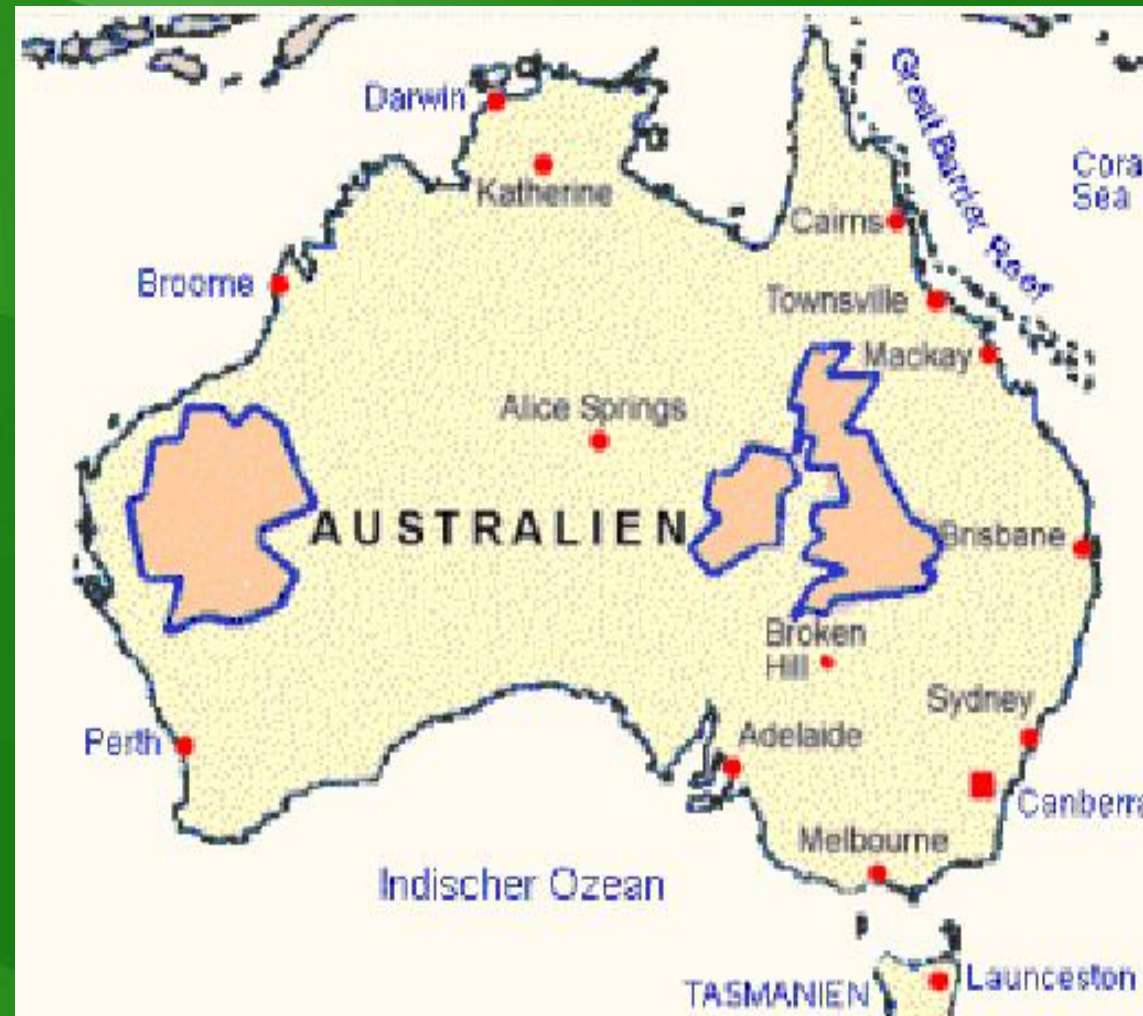 Darwin
Katherine
Great Barrier Reef
Cora
Sea
Cairns
Broome
Townsville
Mackay
Alice Springs
AUSTRALIEN
Brisbane
Broken
Hill
Sydney
Perth
Adelaide
Canberra
Melbourne
Indischer Ozean
TASMANIEN
Launceston